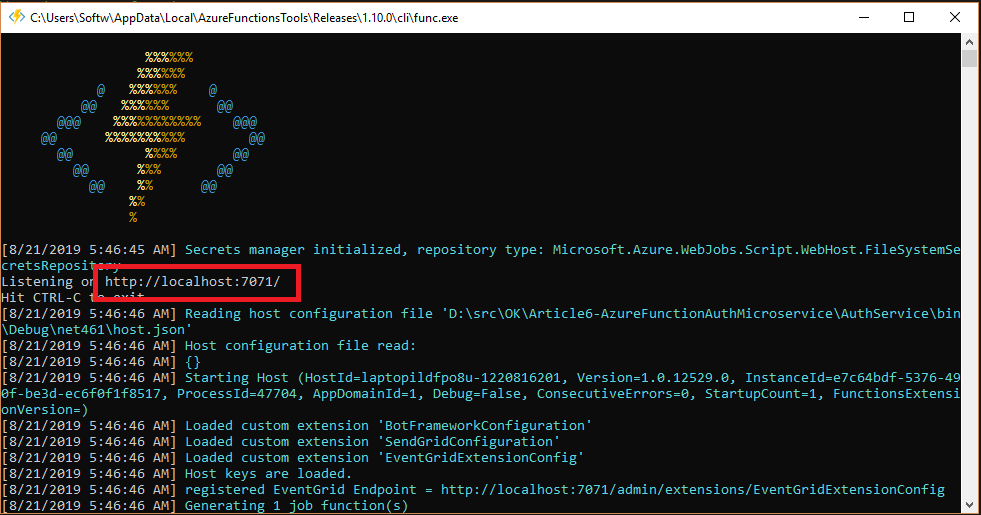 C:\Users\Softw\AppData\Local\AzureFunctionsTools\Releases\1.10.0\cli\func.exe
%%%%%%
%%%%%%
@ %%%%%% @
@@ %%%%%% @@
@@@ %%%%%%%%%%% @@@
@@ %%%%%%%%%% @@
@@ %%%% @@
@@ %%% @@
@@ %% @@
%%
%
[8/21/2019 5:46:45 AM] Secrets manager initialized, repository type: Microsoft.Azure.WebJobs.Script.WebHost.FileSystemSe
cretsRepository
Listening on http://localhost:7071/
Hit CTRL-C to exit
[8/21/2019 5:46:46 AM] Reading host configuration file 'D:\src\OK\Article6-AzureFunctionAuthMicroservice\AuthService\bin
\Debug\net461\host.json'
[8/21/2019 5:46:46 AM] Host configuration file read:
[8/21/2019 5:46:46 AM] {}
[8/21/2019 5:46:46 AM] Starting Host (HostId=laptopildfpo8u-1220816201, Version=1.0.12529.0, InstanceId=e7c64bdf-5376-49
0f-be3d-ec6f0f1f8517, ProcessId=47704, AppDomainId=1, Debug=False, ConsecutiveErrors=0, StartupCount=1, FunctionsExtensi
onVersion=)
[8/21/2019 5:46:46 AM] Loaded custom extension 'BotFrameworkConfiguration'
[8/21/2019 5:46:46 AM] Loaded custom extension 'SendGridConfiguration'
[8/21/2019 5:46:46 AM] Loaded custom extension 'EventGridExtensionConfig'
[8/21/2019 5:46:46 AM] Host keys are loaded.
[8/21/2019 5:46:46 AM] registered EventGrid Endpoint = http://localhost:7071/admin/extensions/EventGridExtensionConfig
[8/21/2019 5:46:46 AM] Generating 1 job function(s)